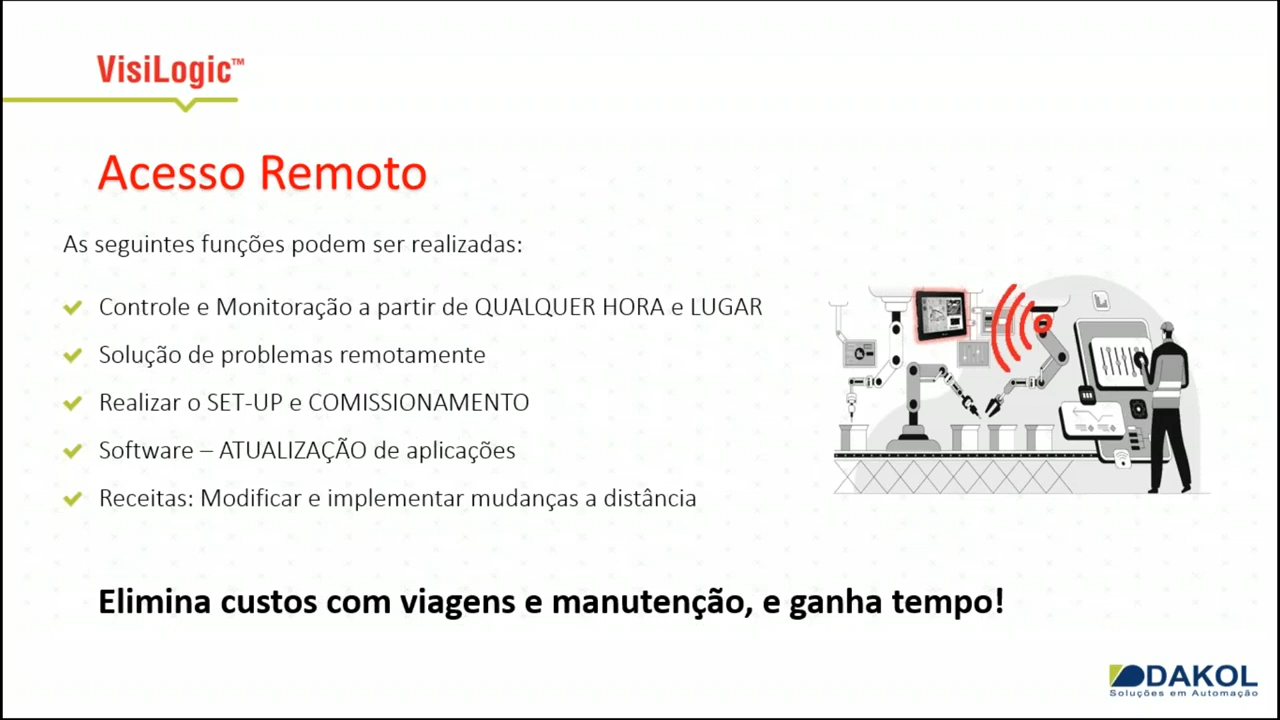 VisiLogic™
Acesso Remoto
As seguintes funções podem ser realizadas:
Controle e Monitoração a partir de QUALQUER HORA e LUGAR
Solução de problemas remotamente
Realizar o SET-UP e COMISSIONAMENTO
Software – ATUALIZAÇÃO de aplicações
Receitas: Modificar e implementar mudanças a distância
Elimina custos com viagens e manutenção, e ganha tempo!
DAKOL
Soluções em Automação